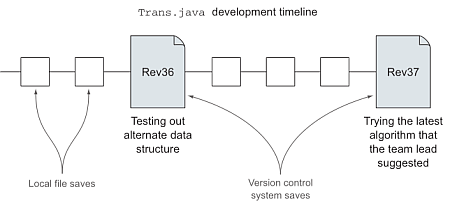 Trans.java development timeline
Rev36
Rev37
Testing out
alternate data
structure
Trying the latest
algorithm that
the team lead
suggested
Local file saves
Version control
system saves